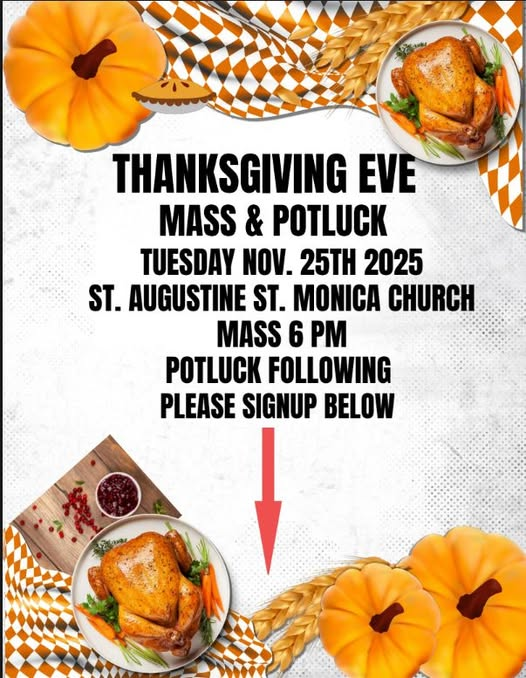 THANKSGIVING EVE
MASS & POTLUCK
TUESDAY NOV. 25TH 2025
ST. AUGUSTINE ST. MONICA CHURCH
MASS 6 PM
POTLUCK FOLLOWING
PLEASE SIGNUP BELOW